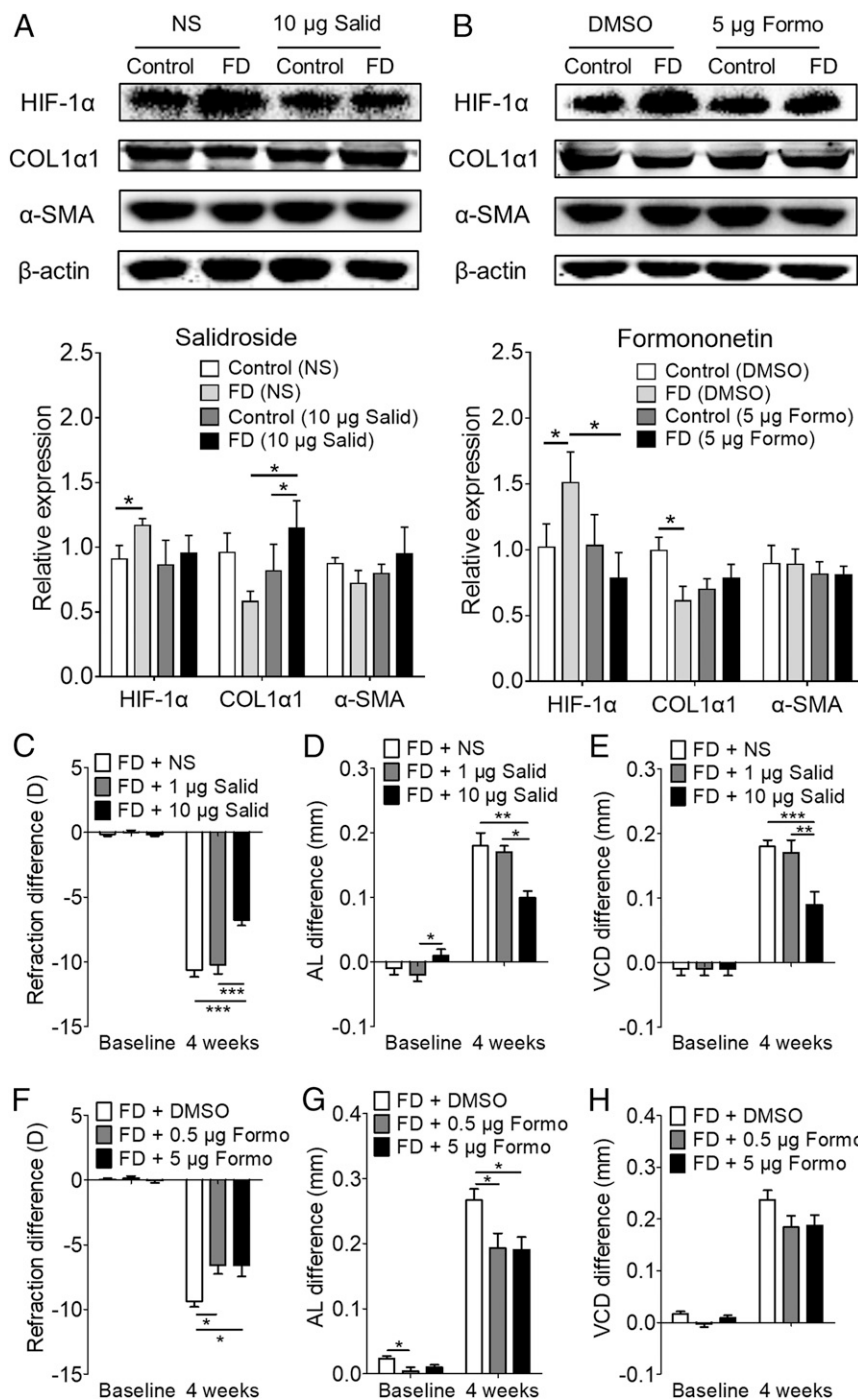 A
NS 10 µg Salid
Control FD Control FD
HIF-1α
COL1α1
α-SMA
β-actin
B
DMSO 5 µg Formo
Control FD Control FD
HIF-1α
COL1α1
α-SMA
β-actin
Salidroside
Control (NS)
FD (NS)
Control (10 µg Salid)
FD (10 µg Salid)
Relative expression
2.5
2.0
1.5
1.0
0.5
0.0
*
*
*
HIF-1α COL1α1 α-SMA
Formononetin
Control (DMSO)
FD (DMSO)
Control (5 µg Formo)
FD (5 µg Formo)
Relative expression
2.5
2.0
1.5
1.0
0.5
0.0
*
*
*
HIF-1α COL1α1 α-SMA
C
FD + NS
FD + 1 µg Salid
FD + 10 µg Salid
Refraction difference (D)
5
0
-5
-10
-15
***
***
Baseline 4 weeks
D
FD + NS
FD + 1 µg Salid
FD + 10 µg Salid
AL difference (mm)
0.3
0.2
0.1
0.0
-0.1
**
*
*
Baseline 4 weeks
E
FD + NS
FD + 1 µg Salid
FD + 10 µg Salid
VCD difference (mm)
0.3
0.2
0.1
0.0
-0.1
***
**
Baseline 4 weeks
F
FD + DMSO
FD + 0.5 µg Formo
FD + 5 µg Formo
Refraction difference (D)
5
0
-5
-10
-15
*
*
Baseline 4 weeks
G
FD + DMSO
FD + 0.5 µg Formo
FD + 5 µg Formo
AL difference (mm)
0.4
0.3
0.2
0.1
0.0
*
*
*
Baseline 4 weeks
H
FD + DMSO
FD + 0.5 µg Formo
FD + 5 µg Formo
VCD difference (mm)
0.4
0.3
0.2
0.1
0.0
-0.1
Baseline 4 weeks